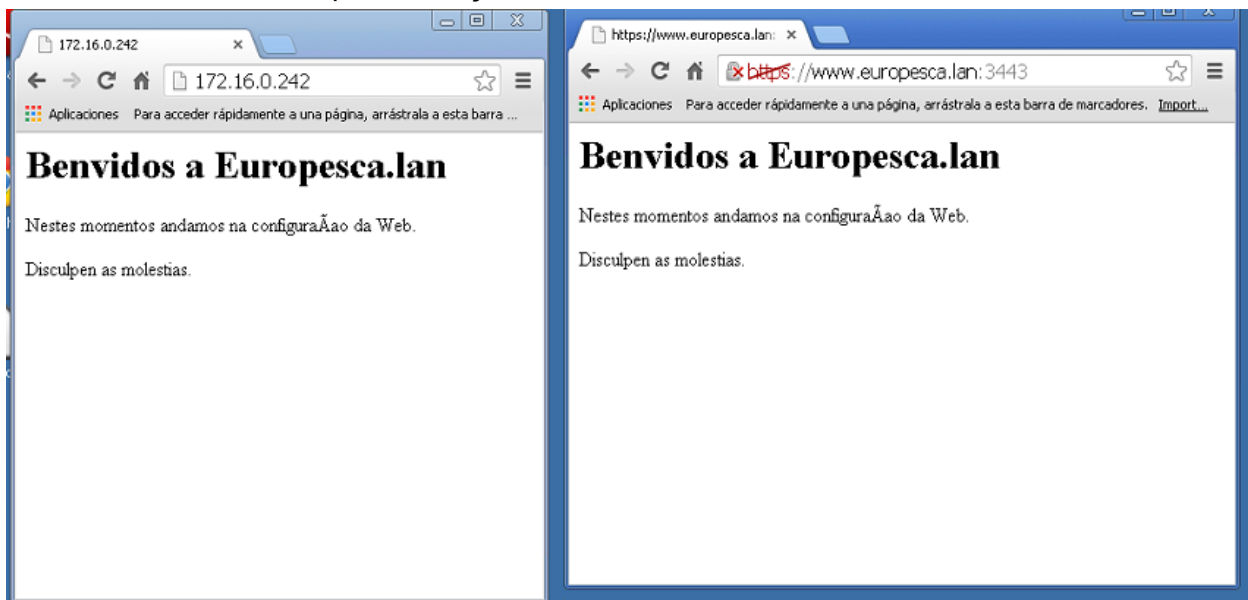 172.16.0.242
172.16.0.242
Aplicaciones Para acceder rápidamente a una página, arrástrala a esta barra ...
Benvidos a Europesca.lan
Nestes momentos andamos na configuraÃao da Web.
Disculpen as molestias.
https://www.europesca.lan:
https://www.europesca.lan:3443
Aplicaciones Para acceder rápidamente a una página, arrástrala a esta barra de marcadores. Import...
Benvidos a Europesca.lan
Nestes momentos andamos na configuraÃao da Web.
Disculpen as molestias.